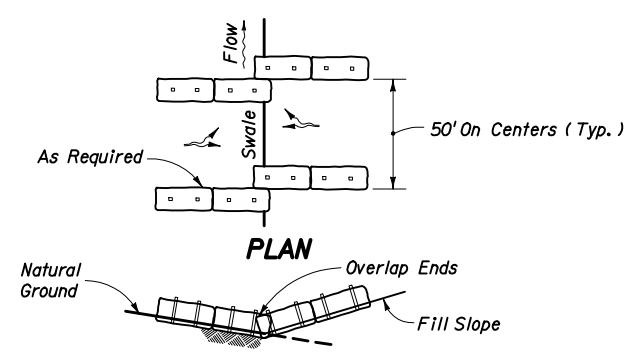 Flow
50' On Centers (Typ.)
Swale
As Required
PLAN
Natural
Ground
Overlap Ends
Fill Slope